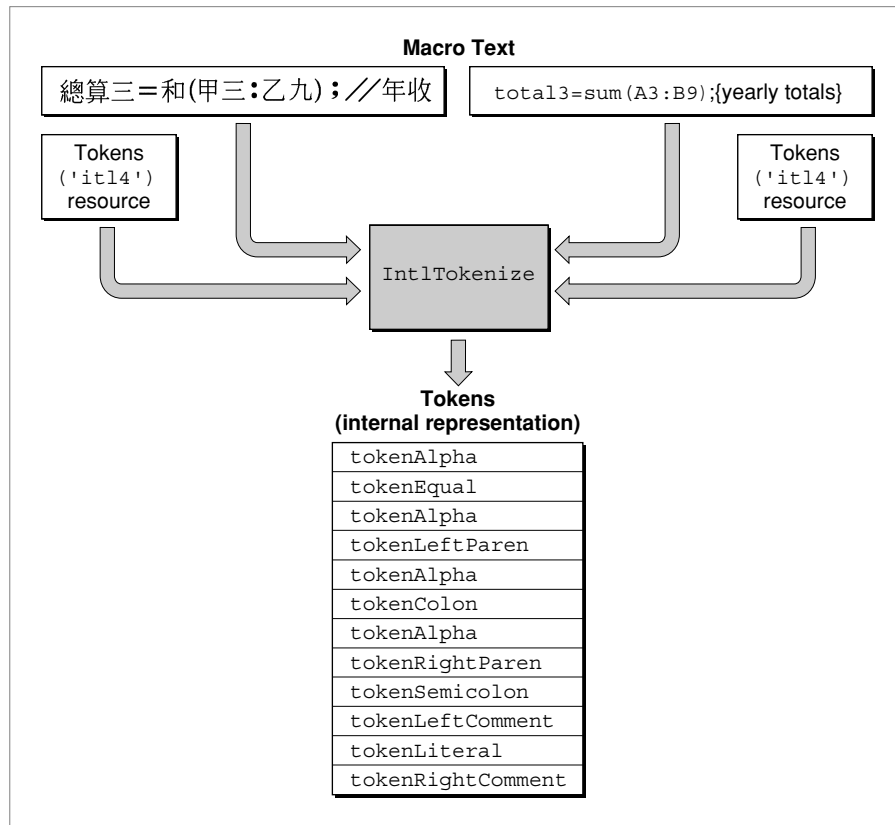 Macro Text
總算三=和(甲三:乙九);//年收
total3=sum(A3:B9);{yearly totals}
Tokens
('itl4')
resource
Tokens
('itl4')
resource
IntlTokenize
Tokens
(internal representation)
tokenAlpha
tokenEqual
tokenAlpha
tokenLeftParen
tokenAlpha
tokenColon
tokenAlpha
tokenRightParen
tokenSemicolon
tokenLeftComment
tokenLiteral
tokenRightComment